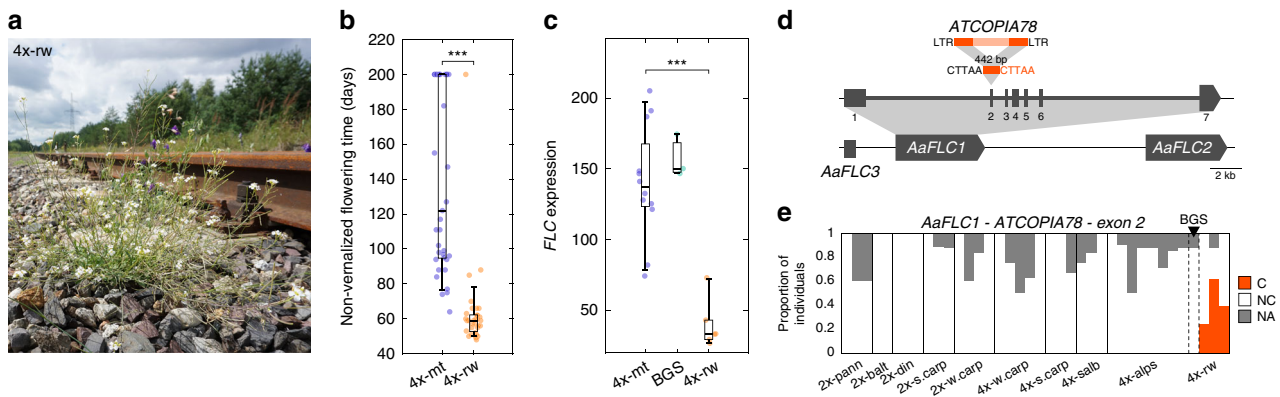 a
4x-rw
b
Non-vernalized flowering time (days)
220
200
180
160
140
120
100
80
60
40
***
4x-mt
4x-rw
c
FLC expression
200
150
100
50
***
4x-mt
BGS
4x-rw
d
ATCOPIA78
LTR LTR
442 bp
CTTAA CTTAA
1 2 3 4 5 6 7
AaFLC3 AaFLC1 AaFLC2
2 kb
e
AaFLC1 - ATCOPIA78 - exon 2
BGS
Proportion of
individuals
1
0.8
0.6
0.4
0.2
0
2x-pann
2x-balt
2x-din
2x-s.carp
2x-w.carp
4x-w.carp
4x-s.carp
4x-salb
4x-alps
4x-rw
C
NC
NA